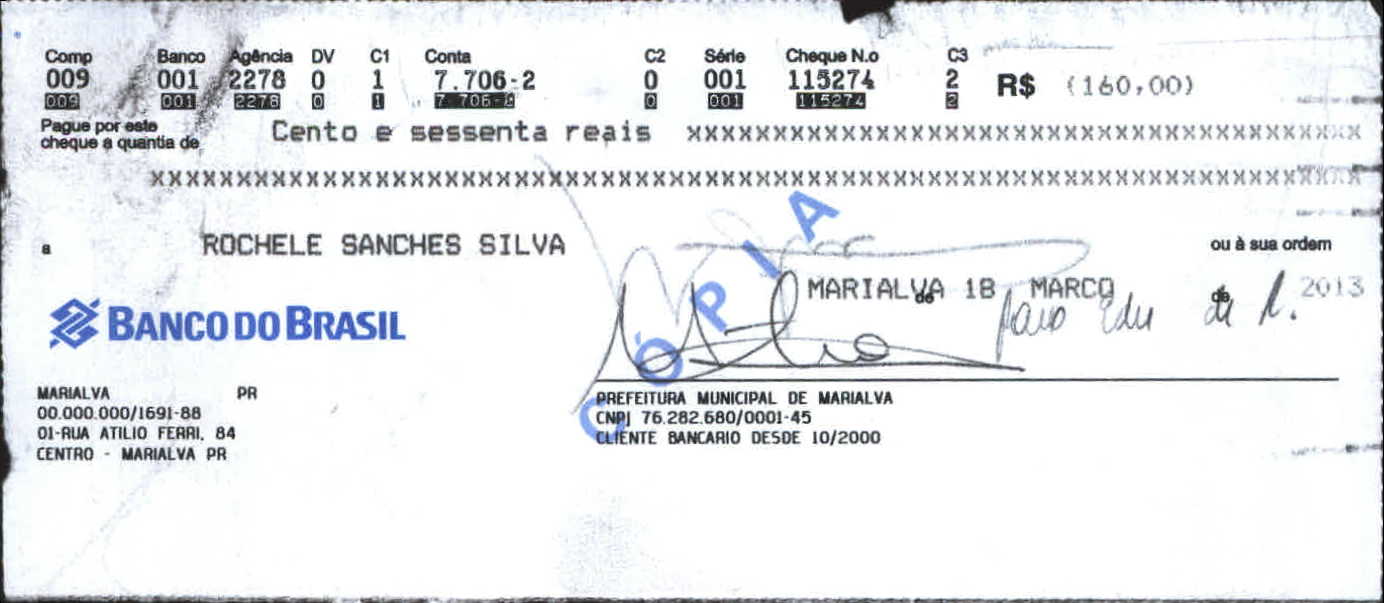 Comp Banco Agência DV C1 Conta C2 Série Cheque N.o C3
009 001 2278 0 1 7.706-2 0 001 115274 2 R$ (160,00)
009 001 2278 0 1 7.706-2 0 001 115274 2
Pague por este
cheque a quantia de Cento e sessenta reais xxxxxxxxxxxxxxxxxxxxxxxxxxxxxxxxxxxxxxx
xxxxxxxxxxxxxxxxxxxxxxxxxxxxxxxxxxxxxxxxxxxxxxxxxxxxxxxxxxxxxxxxxxxxxx
a ROCHELE SANCHES SILVA ou à sua ordem
MARIALVA de 18 MARCO de 2013
BANCO DO BRASIL
CÓPIA
MARIALVA PR
00.000.000/1691-88
01-RUA ATILIO FERRI, 84
CENTRO - MARIALVA PR
PREFEITURA MUNICIPAL DE MARIALVA
CNPJ 76.282.680/0001-45
CLIENTE BANCARIO DESDE 10/2000